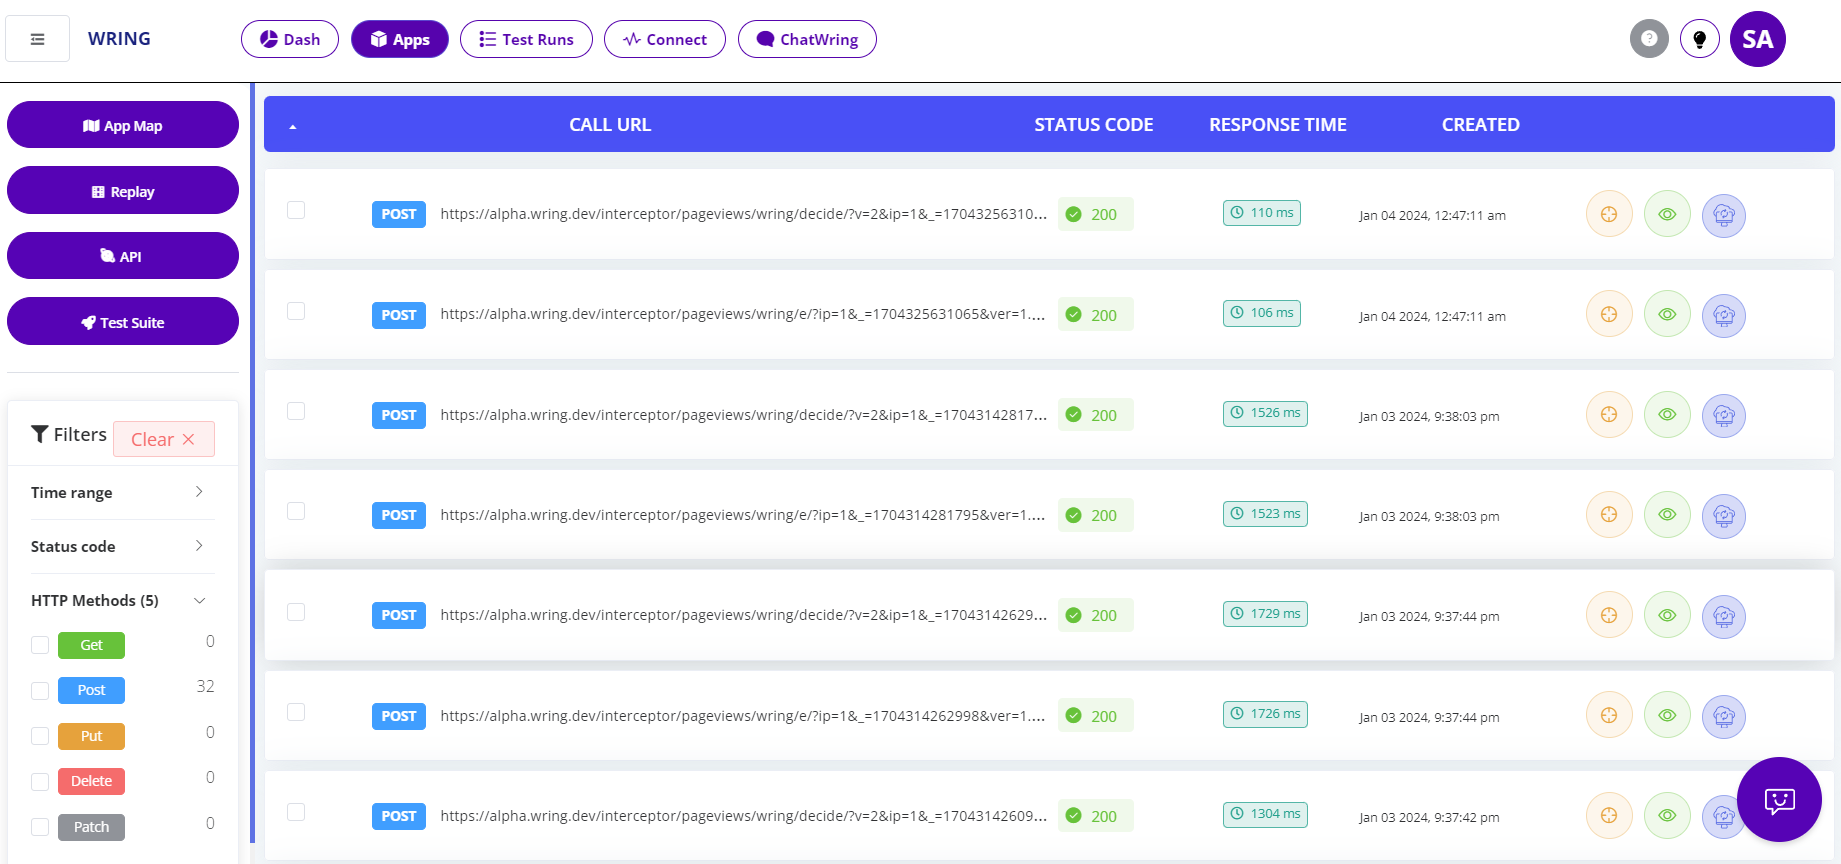 WRING
Dash
Apps
Test Runs
Connect
ChatWring
?
SA
App Map
Replay
API
Test Suite
Filters
Clear
Time range
Status code
HTTP Methods (5)
Get 0
Post 32
Put 0
Delete 0
Patch 0
CALL URL STATUS CODE RESPONSE TIME CREATED
POST https://alpha.wring.dev/interceptor/pageviews/wring/decide/?v=2&ip=1&_=17043256310... 200 110 ms Jan 04 2024, 12:47:11 am
POST https://alpha.wring.dev/interceptor/pageviews/wring/e/?ip=1&_=1704325631065&ver=1.... 200 106 ms Jan 04 2024, 12:47:11 am
POST https://alpha.wring.dev/interceptor/pageviews/wring/decide/?v=2&ip=1&_=17043142817... 200 1526 ms Jan 03 2024, 9:38:03 pm
POST https://alpha.wring.dev/interceptor/pageviews/wring/e/?ip=1&_=1704314281795&ver=1.... 200 1523 ms Jan 03 2024, 9:38:03 pm
POST https://alpha.wring.dev/interceptor/pageviews/wring/decide/?v=2&ip=1&_=17043142629... 200 1729 ms Jan 03 2024, 9:37:44 pm
POST https://alpha.wring.dev/interceptor/pageviews/wring/e/?ip=1&_=1704314262998&ver=1.... 200 1726 ms Jan 03 2024, 9:37:44 pm
POST https://alpha.wring.dev/interceptor/pageviews/wring/decide/?v=2&ip=1&_=17043142609... 200 1304 ms Jan 03 2024, 9:37:42 pm